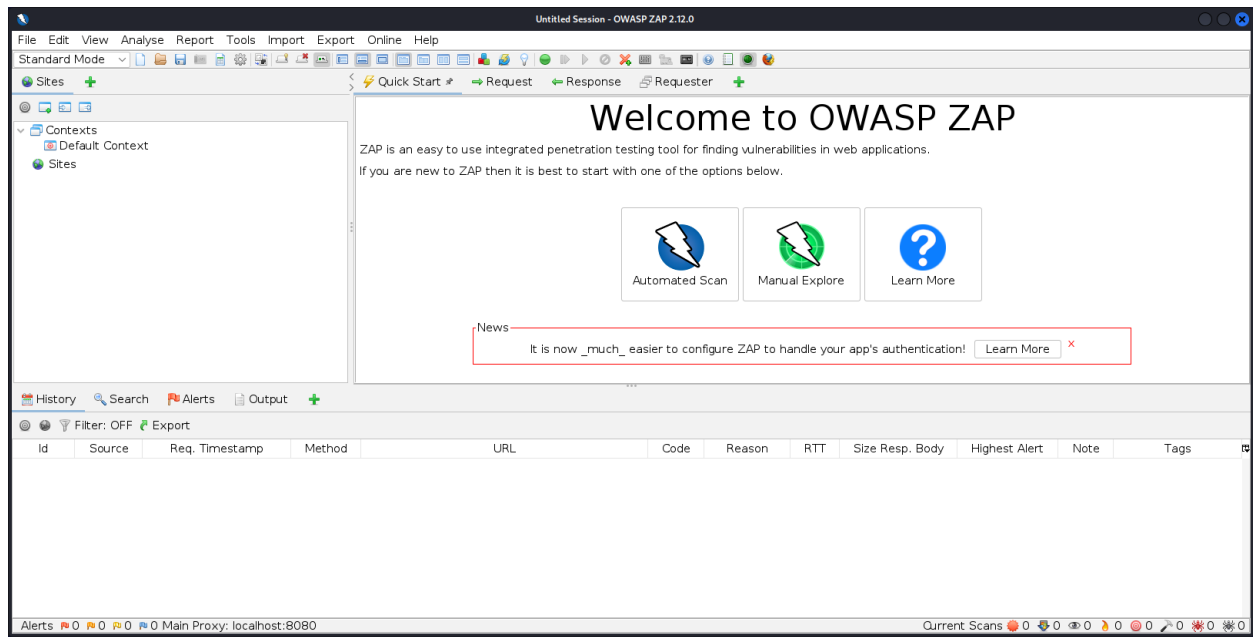 Untitled Session - OWASP ZAP 2.12.0
File Edit View Analyse Report Tools Import Export Online Help
Standard Mode
Sites
Quick Start Request Response Requester
Contexts
Default Context
Sites
Welcome to OWASP ZAP
ZAP is an easy to use integrated penetration testing tool for finding vulnerabilities in web applications.
If you are new to ZAP then it is best to start with one of the options below.
Automated Scan Manual Explore Learn More
News
It is now _much_ easier to configure ZAP to handle your app's authentication! Learn More X
History Search Alerts Output
Filter: OFF Export
Id Source Req. Timestamp Method URL Code Reason RTT Size Resp. Body Highest Alert Note Tags
Alerts 0 0 0 0 Main Proxy: localhost:8080 Current Scans 0 0 0 0 0 0 0 0